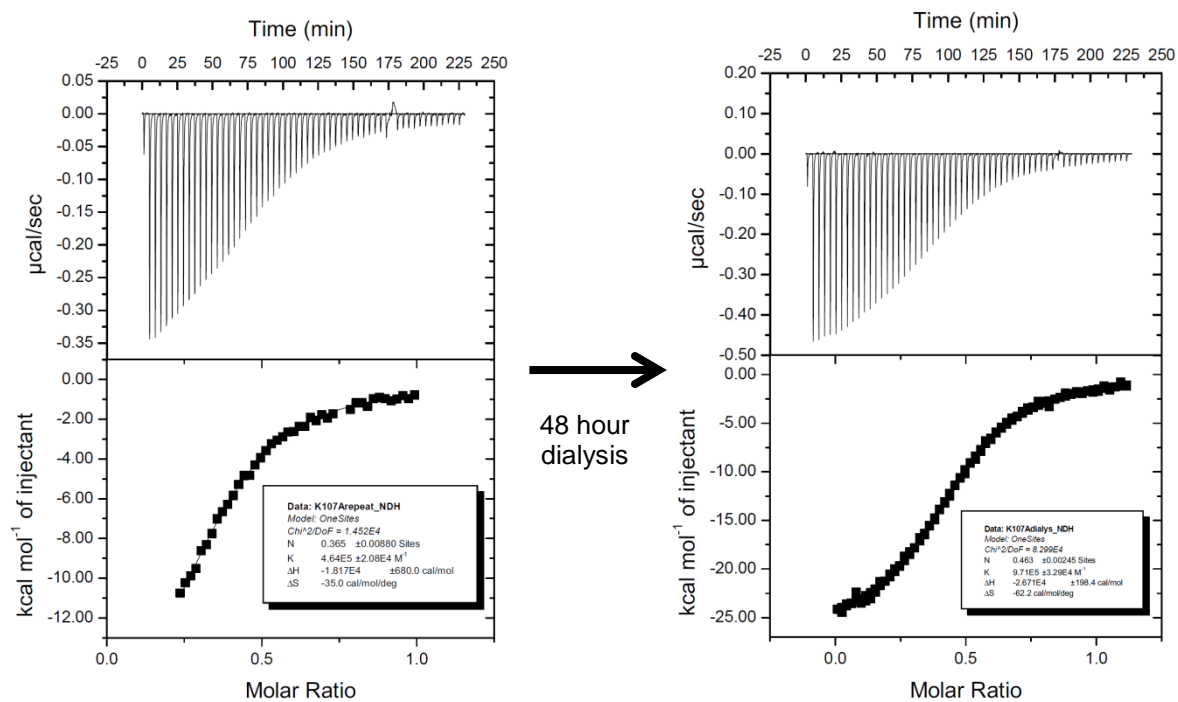 Time (min)
-25 0 25 50 75 100 125 150 175 200 225 250
0.05
0.00
-0.05
-0.10
-0.15
-0.20
-0.25
-0.30
-0.35
µcal/sec
0.00
-2.00
-4.00
-6.00
-8.00
-10.00
-12.00
kcal mol⁻¹ of injectant
Data: K107Arepeat_NDH
Model: OneSites
Chi^2/DoF = 1.452E4
N 0.365 ±0.00880 Sites
K 4.64E5 ±2.08E4 M⁻¹
ΔH -1.817E4 ±680.0 cal/mol
ΔS -35.0 cal/mol/deg
0.0 0.5 1.0
Molar Ratio
48 hour
dialysis
Time (min)
-25 0 25 50 75 100 125 150 175 200 225 250
0.20
0.10
0.00
-0.10
-0.20
-0.30
-0.40
-0.50
µcal/sec
0.00
-5.00
-10.00
-15.00
-20.00
-25.00
kcal mol⁻¹ of injectant
Data: K107Adialys_NDH
Model: OneSites
Chi^2/DoF = 8.299E4
N 0.463 ±0.00245 Sites
K 9.71E5 ±3.29E4 M⁻¹
ΔH -2.671E4 ±198.4 cal/mol
ΔS -62.2 cal/mol/deg
0.0 0.5 1.0
Molar Ratio